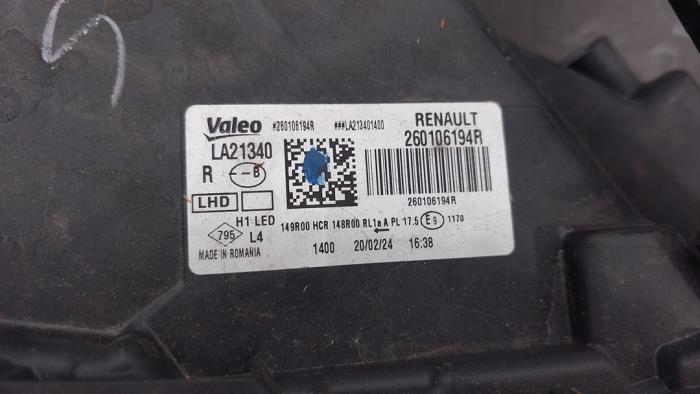 5
Valeo #260106194R ###LA213401400 RENAULT
LA21340 260106194R
R - - B
LHD 260106194R
H1 LED 149R00 HCR 148R00 RL1a A PL 17.5 E9 1170
795 L4
MADE IN ROMANIA 1400 20/02/24 16:38